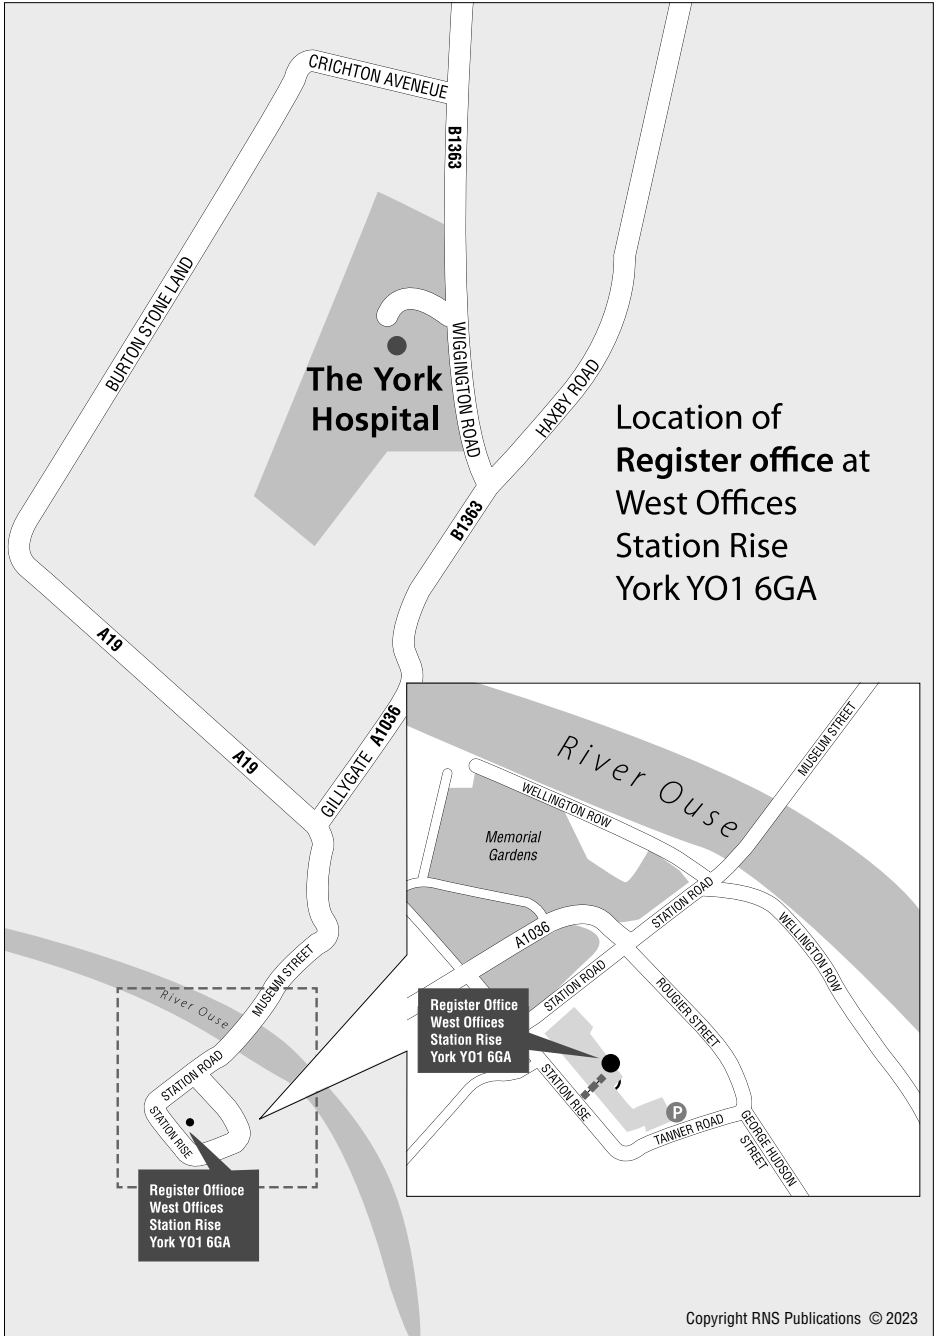 CRICHTON AVENEUE
B1363
BURTON STONE LAND
WIGGINGTON ROAD
The York
Hospital
HAXBY ROAD
Location of
Register office at
West Offices
Station Rise
York YO1 6GA
B1363
A19
A19
GILLYGATE A1036
MUSEUM STREET
River Ouse
STATION ROAD
STATION RISE
Register Offioce
West Offices
Station Rise
York YO1 6GA
MUSEUM STREET
River Ouse
WELLINGTON ROW
Memorial
Gardens
STATION ROAD
A1036
WELLINGTON ROW
STATION ROAD
ROUGIER STREET
Register Office
West Offices
Station Rise
York YO1 6GA
STATION RISE
P
TANNER ROAD
GEORGE HUDSON
STREET
Copyright RNS Publications © 2023